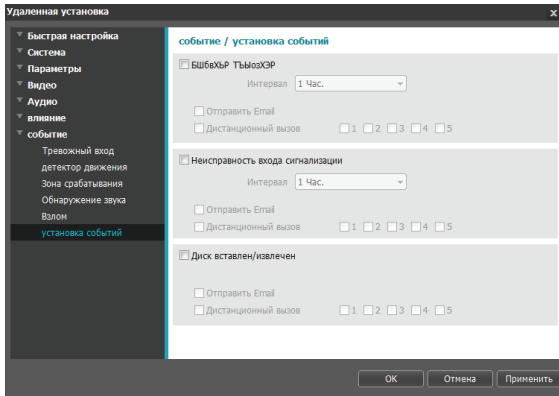 Удаленная установка x
Быстрая настройка
Система
Параметры
Видео
Аудио
влияние
событие
Тревожный вход
детектор движения
Зона срабатывания
Обнаружение звука
Взлом
установка событий
событие / установка событий
БШбвХЬР ТЪЫозХЭР
Интервал 1 Час.
Отправить Email
Дистанционный вызов 1 2 3 4 5
Неисправность входа сигнализации
Интервал 1 Час.
Отправить Email
Дистанционный вызов 1 2 3 4 5
Диск вставлен/извлечен
Отправить Email
Дистанционный вызов 1 2 3 4 5
OK Отмена Применить